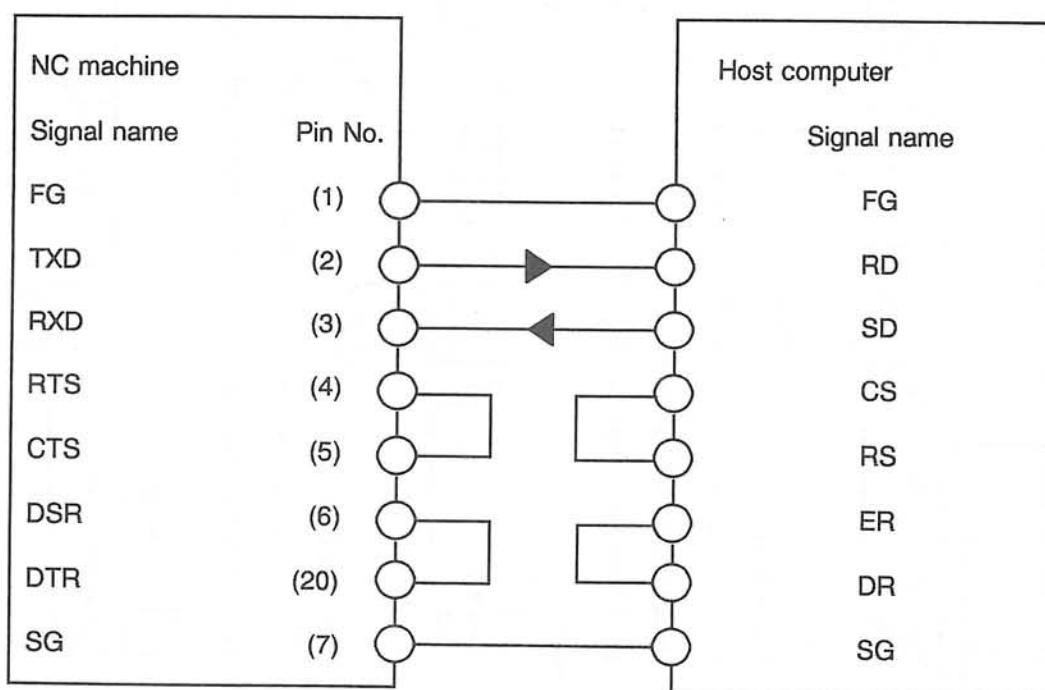 NC machine Host computer
Signal name Pin No. Signal name
FG (1) FG
TXD (2) RD
RXD (3) SD
RTS (4) CS
CTS (5) RS
DSR (6) ER
DTR (20) DR
SG (7) SG